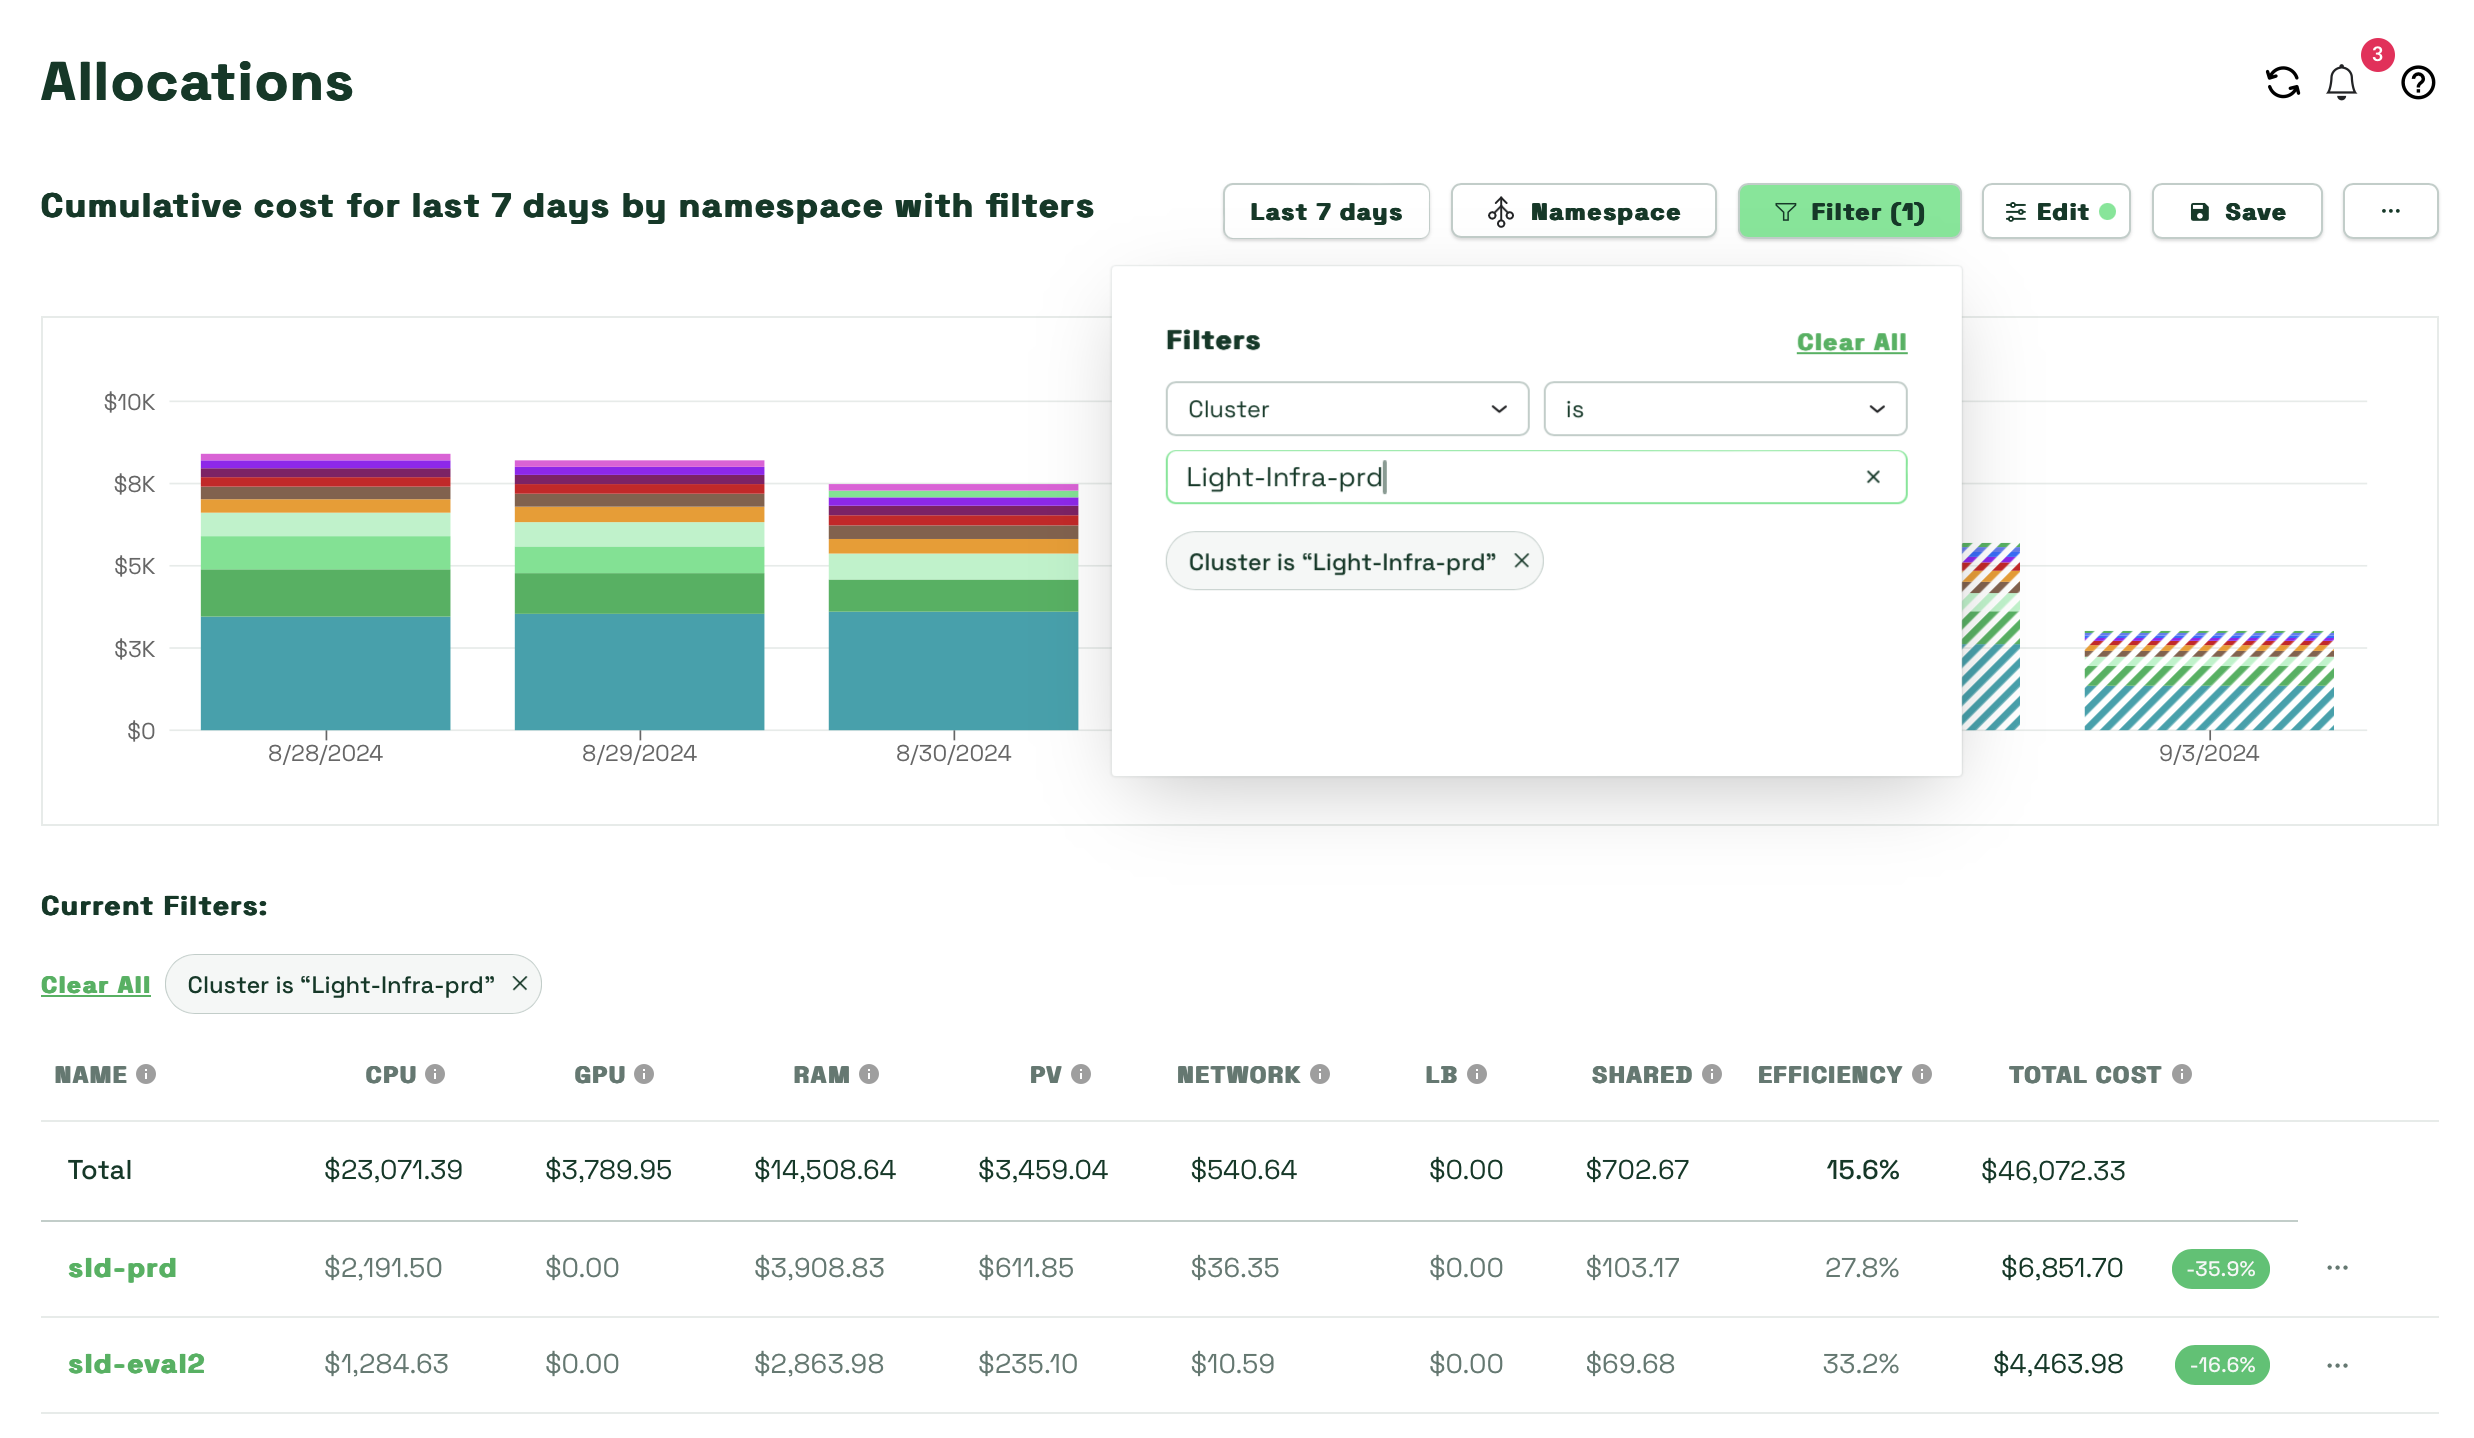 Allocations
3
Cumulative cost for last 7 days by namespace with filters
Last 7 days
Namespace
Filter (1)
Edit
Save
...
Filters
Clear All
Cluster
is
Light-Infra-prd
Cluster is “Light-Infra-prd”
$10K
$8K
$5K
$3K
$0
8/28/2024
8/29/2024
8/30/2024
9/3/2024
Current Filters:
Clear All
Cluster is “Light-Infra-prd”
NAME CPU GPU RAM PV NETWORK LB SHARED EFFICIENCY TOTAL COST
Total $23,071.39 $3,789.95 $14,508.64 $3,459.04 $540.64 $0.00 $702.67 15.6% $46,072.33
sld-prd $2,191.50 $0.00 $3,908.83 $611.85 $36.35 $0.00 $103.17 27.8% $6,851.70 -35.9% ...
sld-eval2 $1,284.63 $0.00 $2,863.98 $235.10 $10.59 $0.00 $69.68 33.2% $4,463.98 -16.6% ...